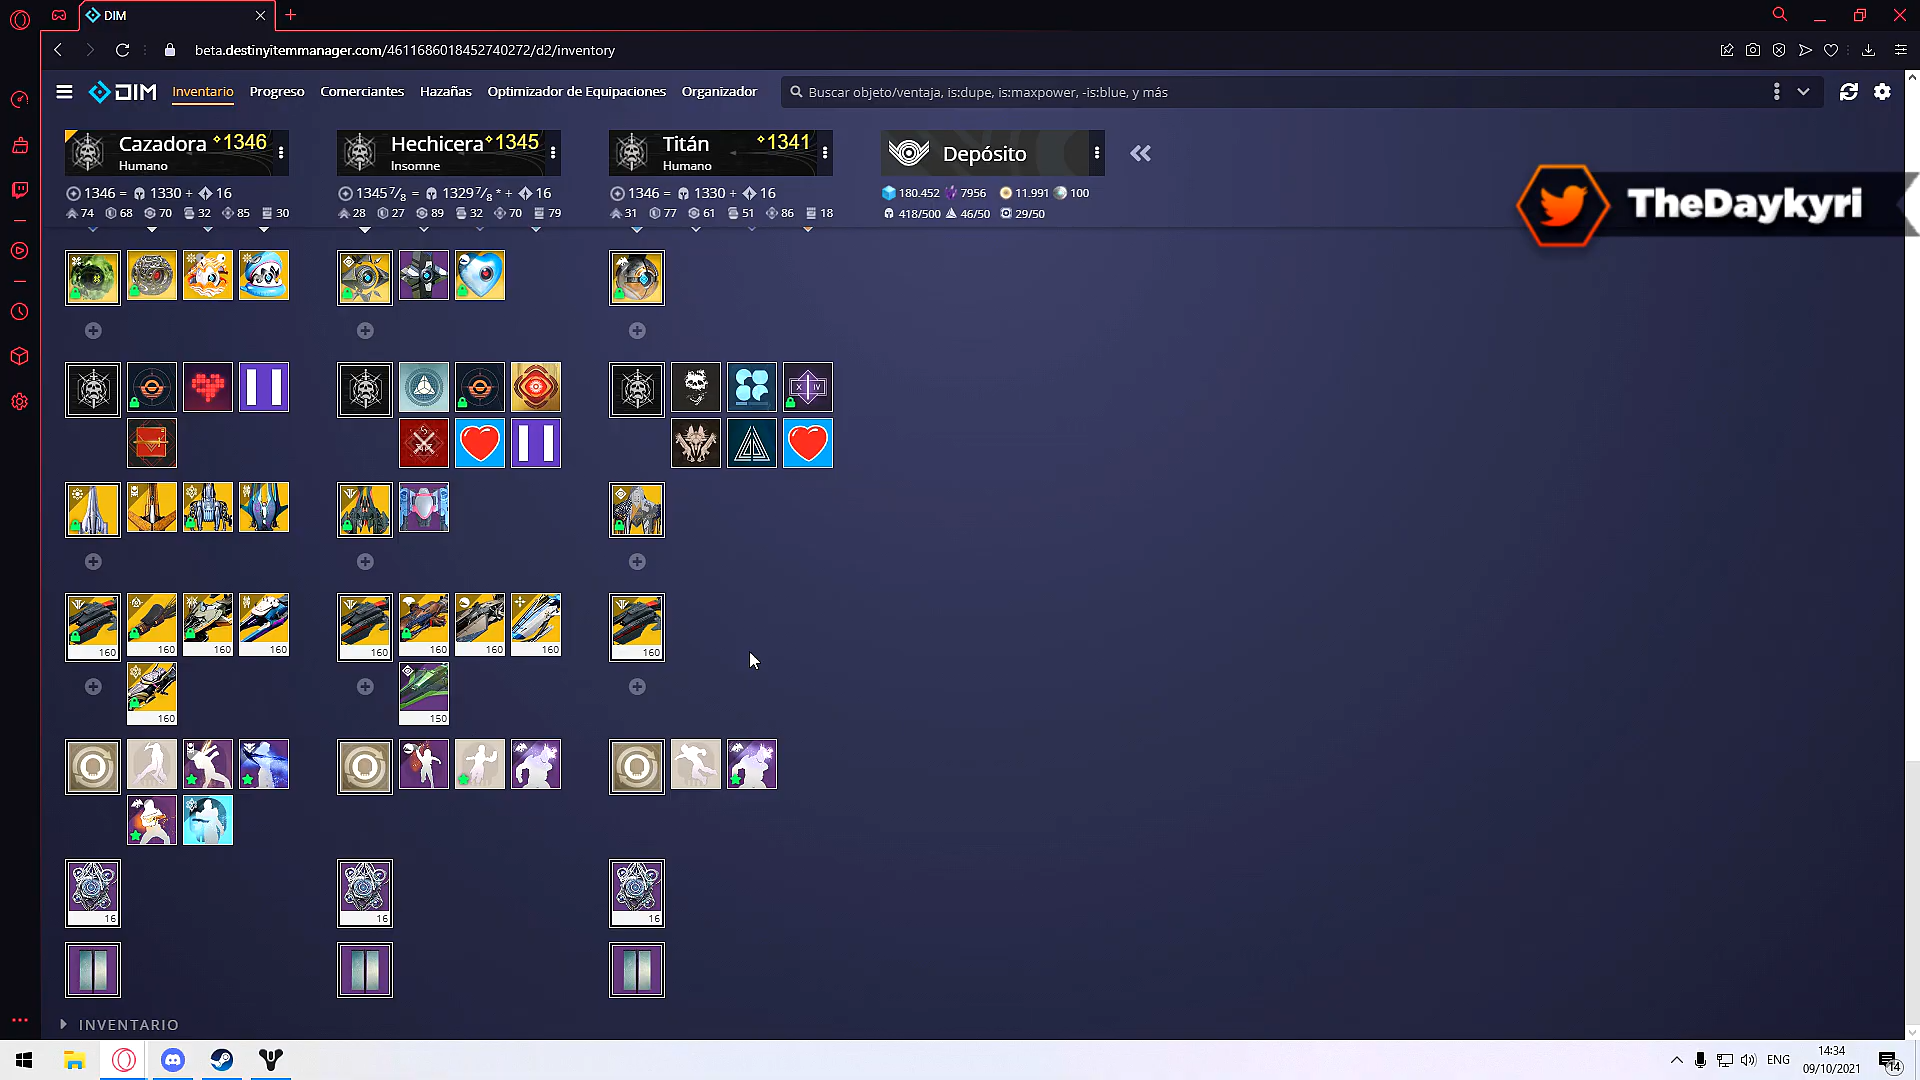 DIM
beta.destinyitemmanager.com/4611686018452740272/d2/inventory
DIM Inventario Progreso Comerciantes Hazañas Optimizador de Equipaciones Organizador Buscar objeto/ventaja, is:dupe, is:maxpower, -is:blue, y más
Cazadora 1346 Hechicera 1345 Titán 1341 Depósito
Humano Insomne Humano
1346 = 1330 + 16 1345 7/8 = 1329 7/8 * + 16 1346 = 1330 + 16 180.452 7956 11.991 100
74 68 70 32 85 30 28 27 89 32 70 79 31 77 61 51 86 18 418/500 46/50 29/50
TheDaykyri
X IV
S
160 160 160 160 160 160 160 160 160
160 150
16 16 16
INVENTARIO
ENG 14:34
09/10/2021
14